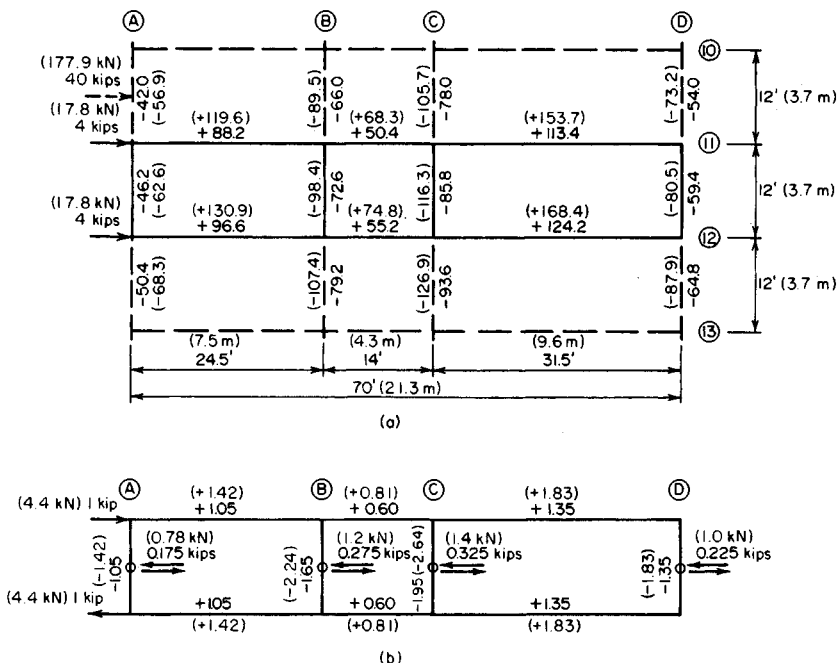 A B C D
10
(177.9 kN)
40 kips
-42.0
(-56.9)
(-89.5)
-66.0
(-105.7)
-78.0
(-73.2)
-54.0
12' (3.7 m)
(17.8 kN)
4 kips
(+119.6)
+88.2
(+68.3)
+50.4
(+153.7)
+113.4
11
-46.2
(-62.6)
(-98.4)
-72.6
(-116.3)
-85.8
(-80.5)
-59.4
12' (3.7 m)
(17.8 kN)
4 kips
(+130.9)
+96.6
(+74.8)
+55.2
(+168.4)
+124.2
12
-50.4
(-68.3)
(-107.4)
-79.2
(-126.9)
-93.6
(-87.9)
-64.8
12' (3.7 m)
13
(7.5 m) (4.3 m) (9.6 m)
24.5' 14' 31.5'
70' (21.3 m)
(a)
A B C D
(4.4 kN) 1 kip
(+1.42) (+0.81) (+1.83)
+1.05 +0.60 +1.35
(-1.42)
-1.05
(0.78 kN)
0.175 kips
(-2.24)
-1.65
(1.2 kN)
0.275 kips
-1.95 (-2.64)
(1.4 kN)
0.325 kips
(-1.83)
-1.35
(1.0 kN)
0.225 kips
(4.4 kN) 1 kip
+1.05 +0.60 +1.35
(+1.42) (+0.81) (+1.83)
(b)